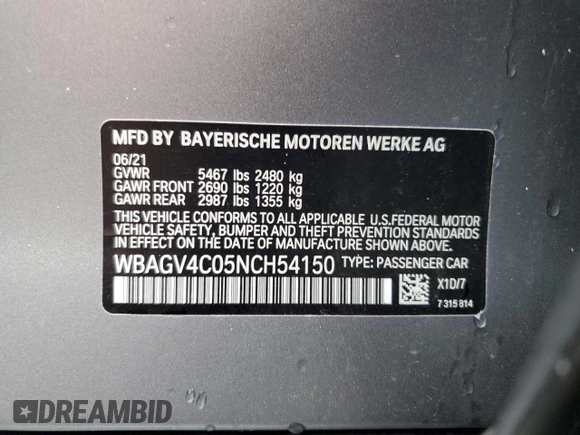 MFD BY BAYERISCHE MOTOREN WERKE AG
06/21
GVWR 5467 lbs 2480 kg
GAWR FRONT 2690 lbs 1220 kg
GAWR REAR 2987 lbs 1355 kg
THIS VEHICLE CONFORMS TO ALL APPLICABLE U.S.FEDERAL MOTOR
VEHICLE SAFETY, BUMPER, AND THEFT PREVENTION STANDARDS IN
EFFECT ON THE DATE OF MANUFACTURE SHOWN ABOVE.
WBAGV4C05NCH54150 TYPE: PASSENGER CAR
X1D/7
7 315 814
DREAMBID